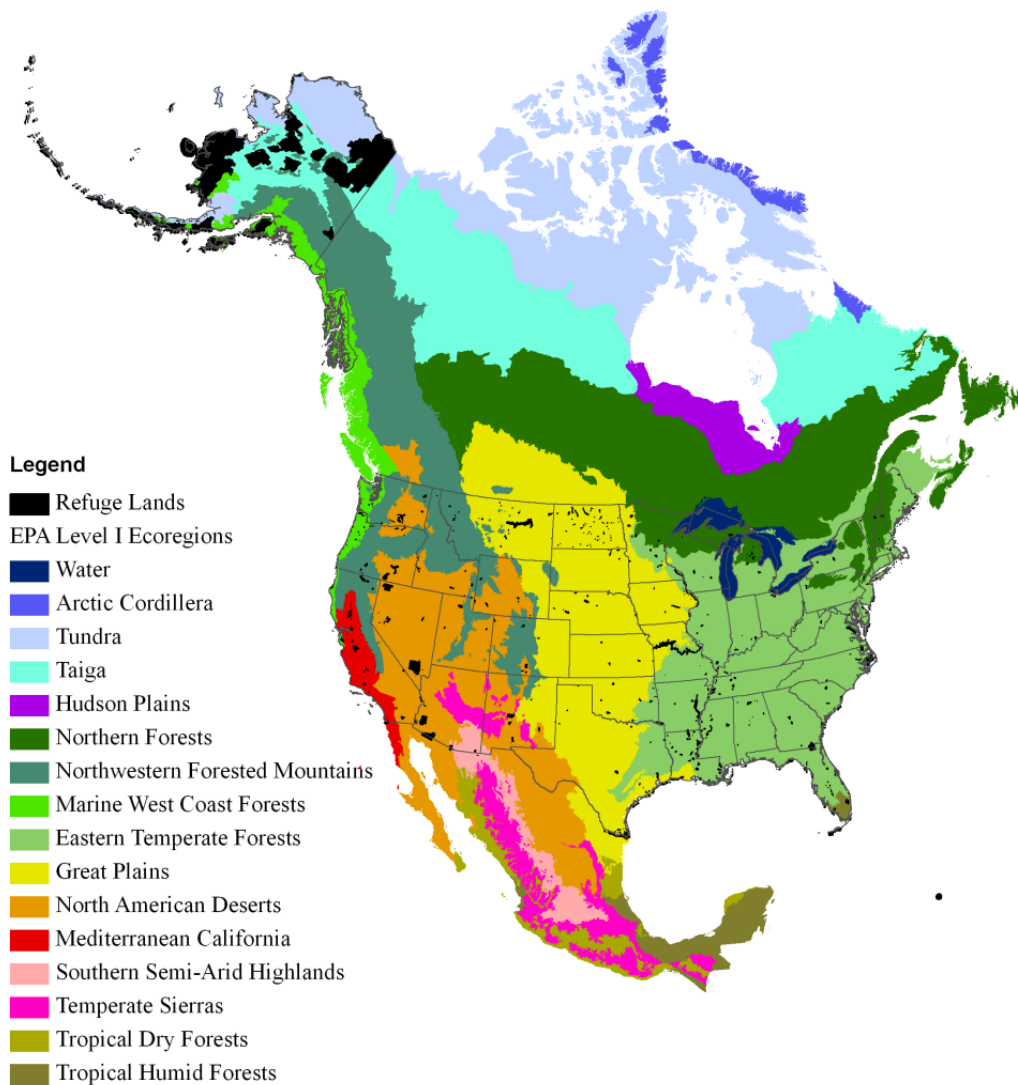 Legend
Refuge Lands
EPA Level I Ecoregions
Water
Arctic Cordillera
Tundra
Taiga
Hudson Plains
Northern Forests
Northwestern Forested Mountains
Marine West Coast Forests
Eastern Temperate Forests
Great Plains
North American Deserts
Mediterranean California
Southern Semi-Arid Highlands
Temperate Sierras
Tropical Dry Forests
Tropical Humid Forests